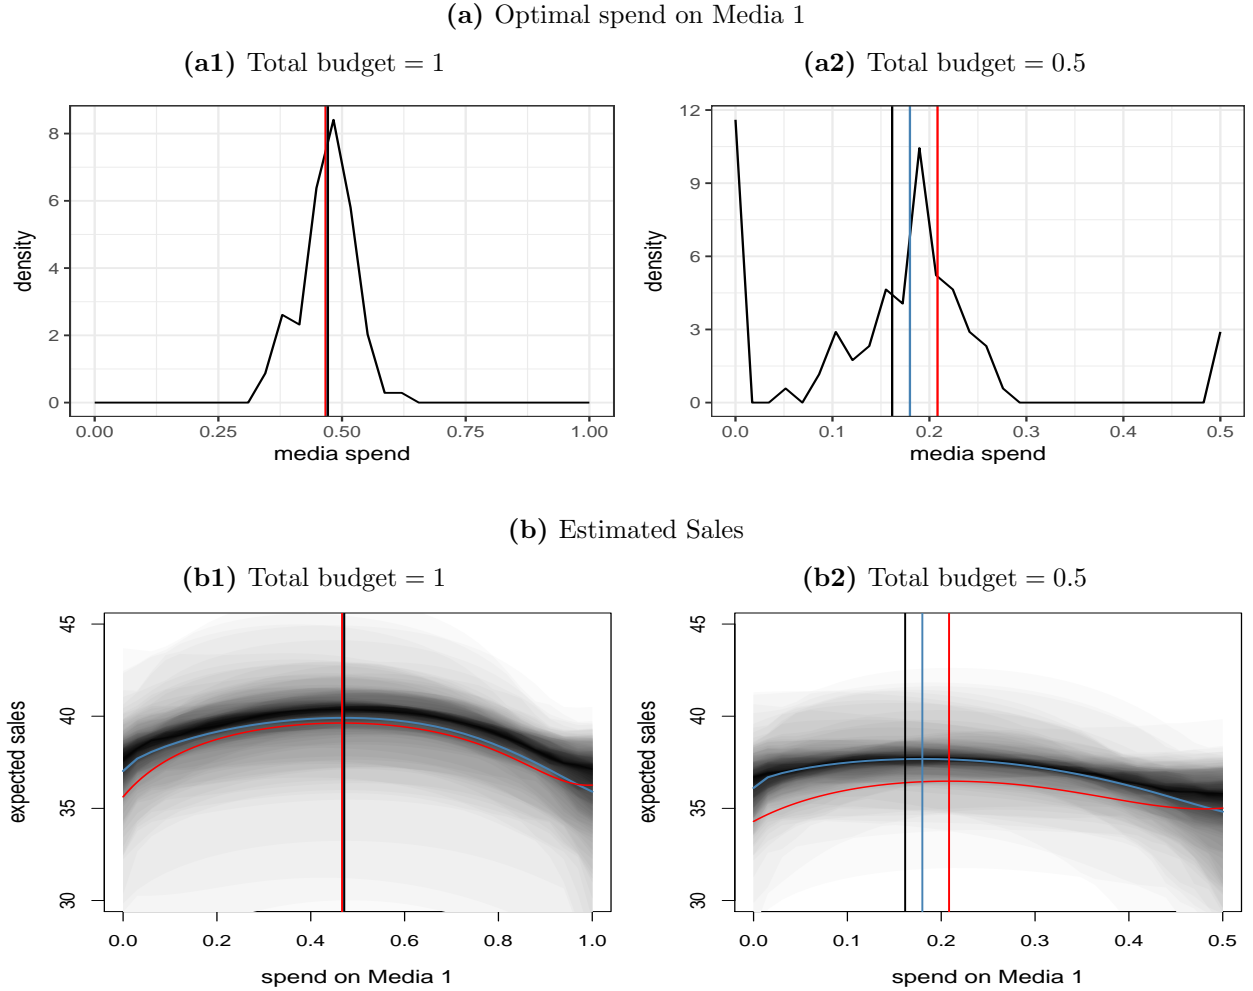 (a) Optimal spend on Media 1
(a1) Total budget = 1
(a2) Total budget = 0.5
density
8
6
4
2
0
0.00 0.25 0.50 0.75 1.00
media spend
density
12
9
6
3
0
0.0 0.1 0.2 0.3 0.4 0.5
media spend
(b) Estimated Sales
(b1) Total budget = 1
(b2) Total budget = 0.5
expected sales
45
40
35
30
0.0 0.2 0.4 0.6 0.8 1.0
spend on Media 1
expected sales
45
40
35
30
0.0 0.1 0.2 0.3 0.4 0.5
spend on Media 1